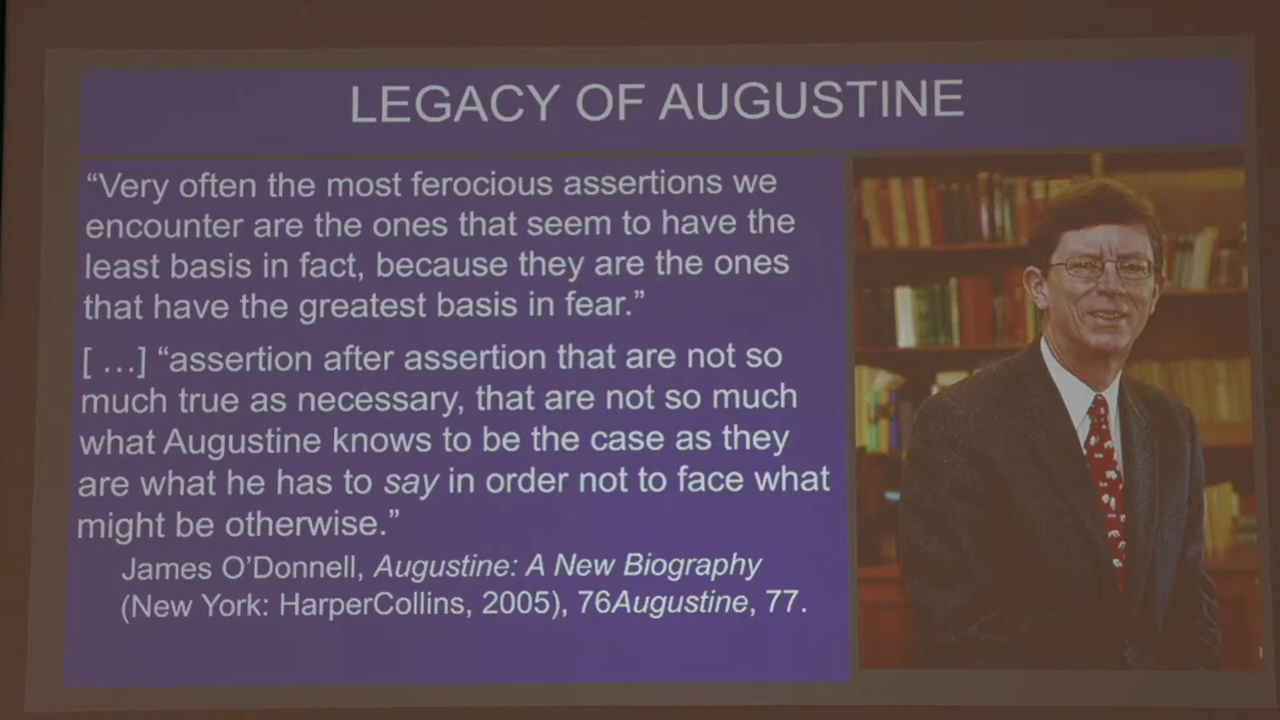 LEGACY OF AUGUSTINE
“Very often the most ferocious assertions we
encounter are the ones that seem to have the
least basis in fact, because they are the ones
that have the greatest basis in fear.”
[ …] “assertion after assertion that are not so
much true as necessary, that are not so much
what Augustine knows to be the case as they
are what he has to say in order not to face what
might be otherwise.”
James O’Donnell, Augustine: A New Biography
(New York: HarperCollins, 2005), 76Augustine, 77.